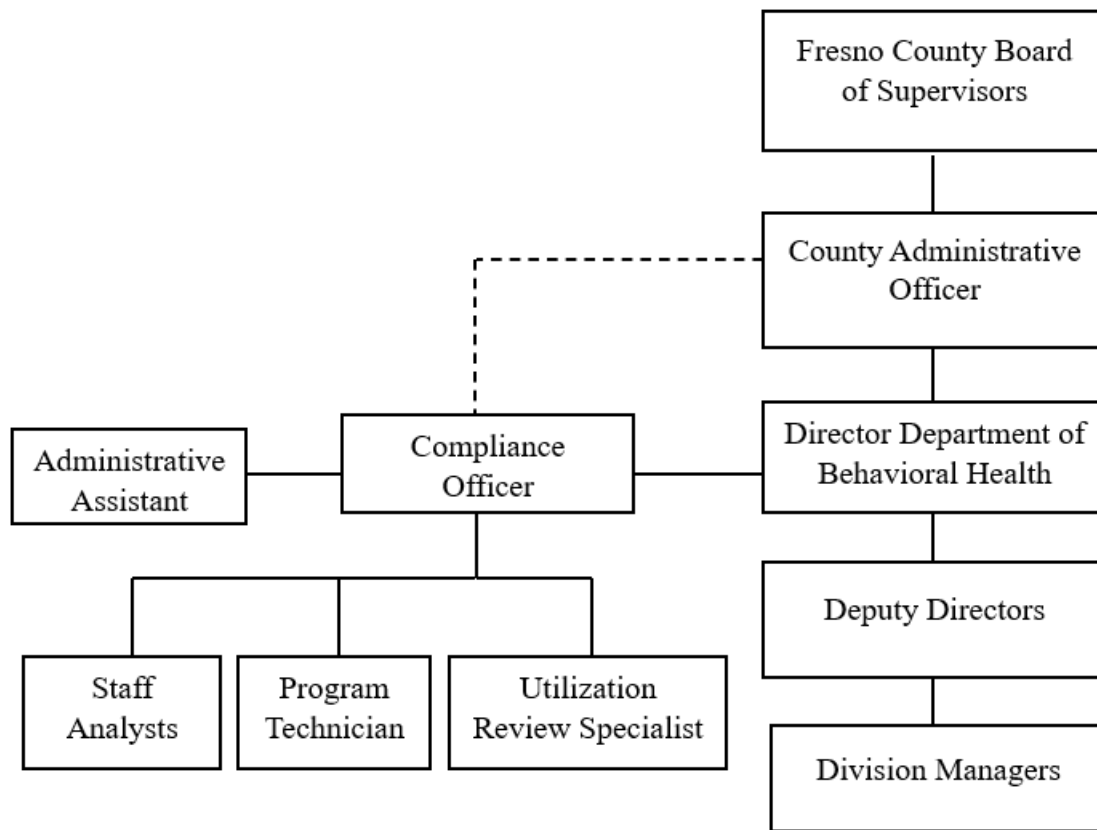 Fresno County Board
of Supervisors
County Administrative
Officer
Director Department of
Behavioral Health
Compliance
Officer
Administrative
Assistant
Deputy Directors
Staff
Analysts
Program
Technician
Utilization
Review Specialist
Division Managers